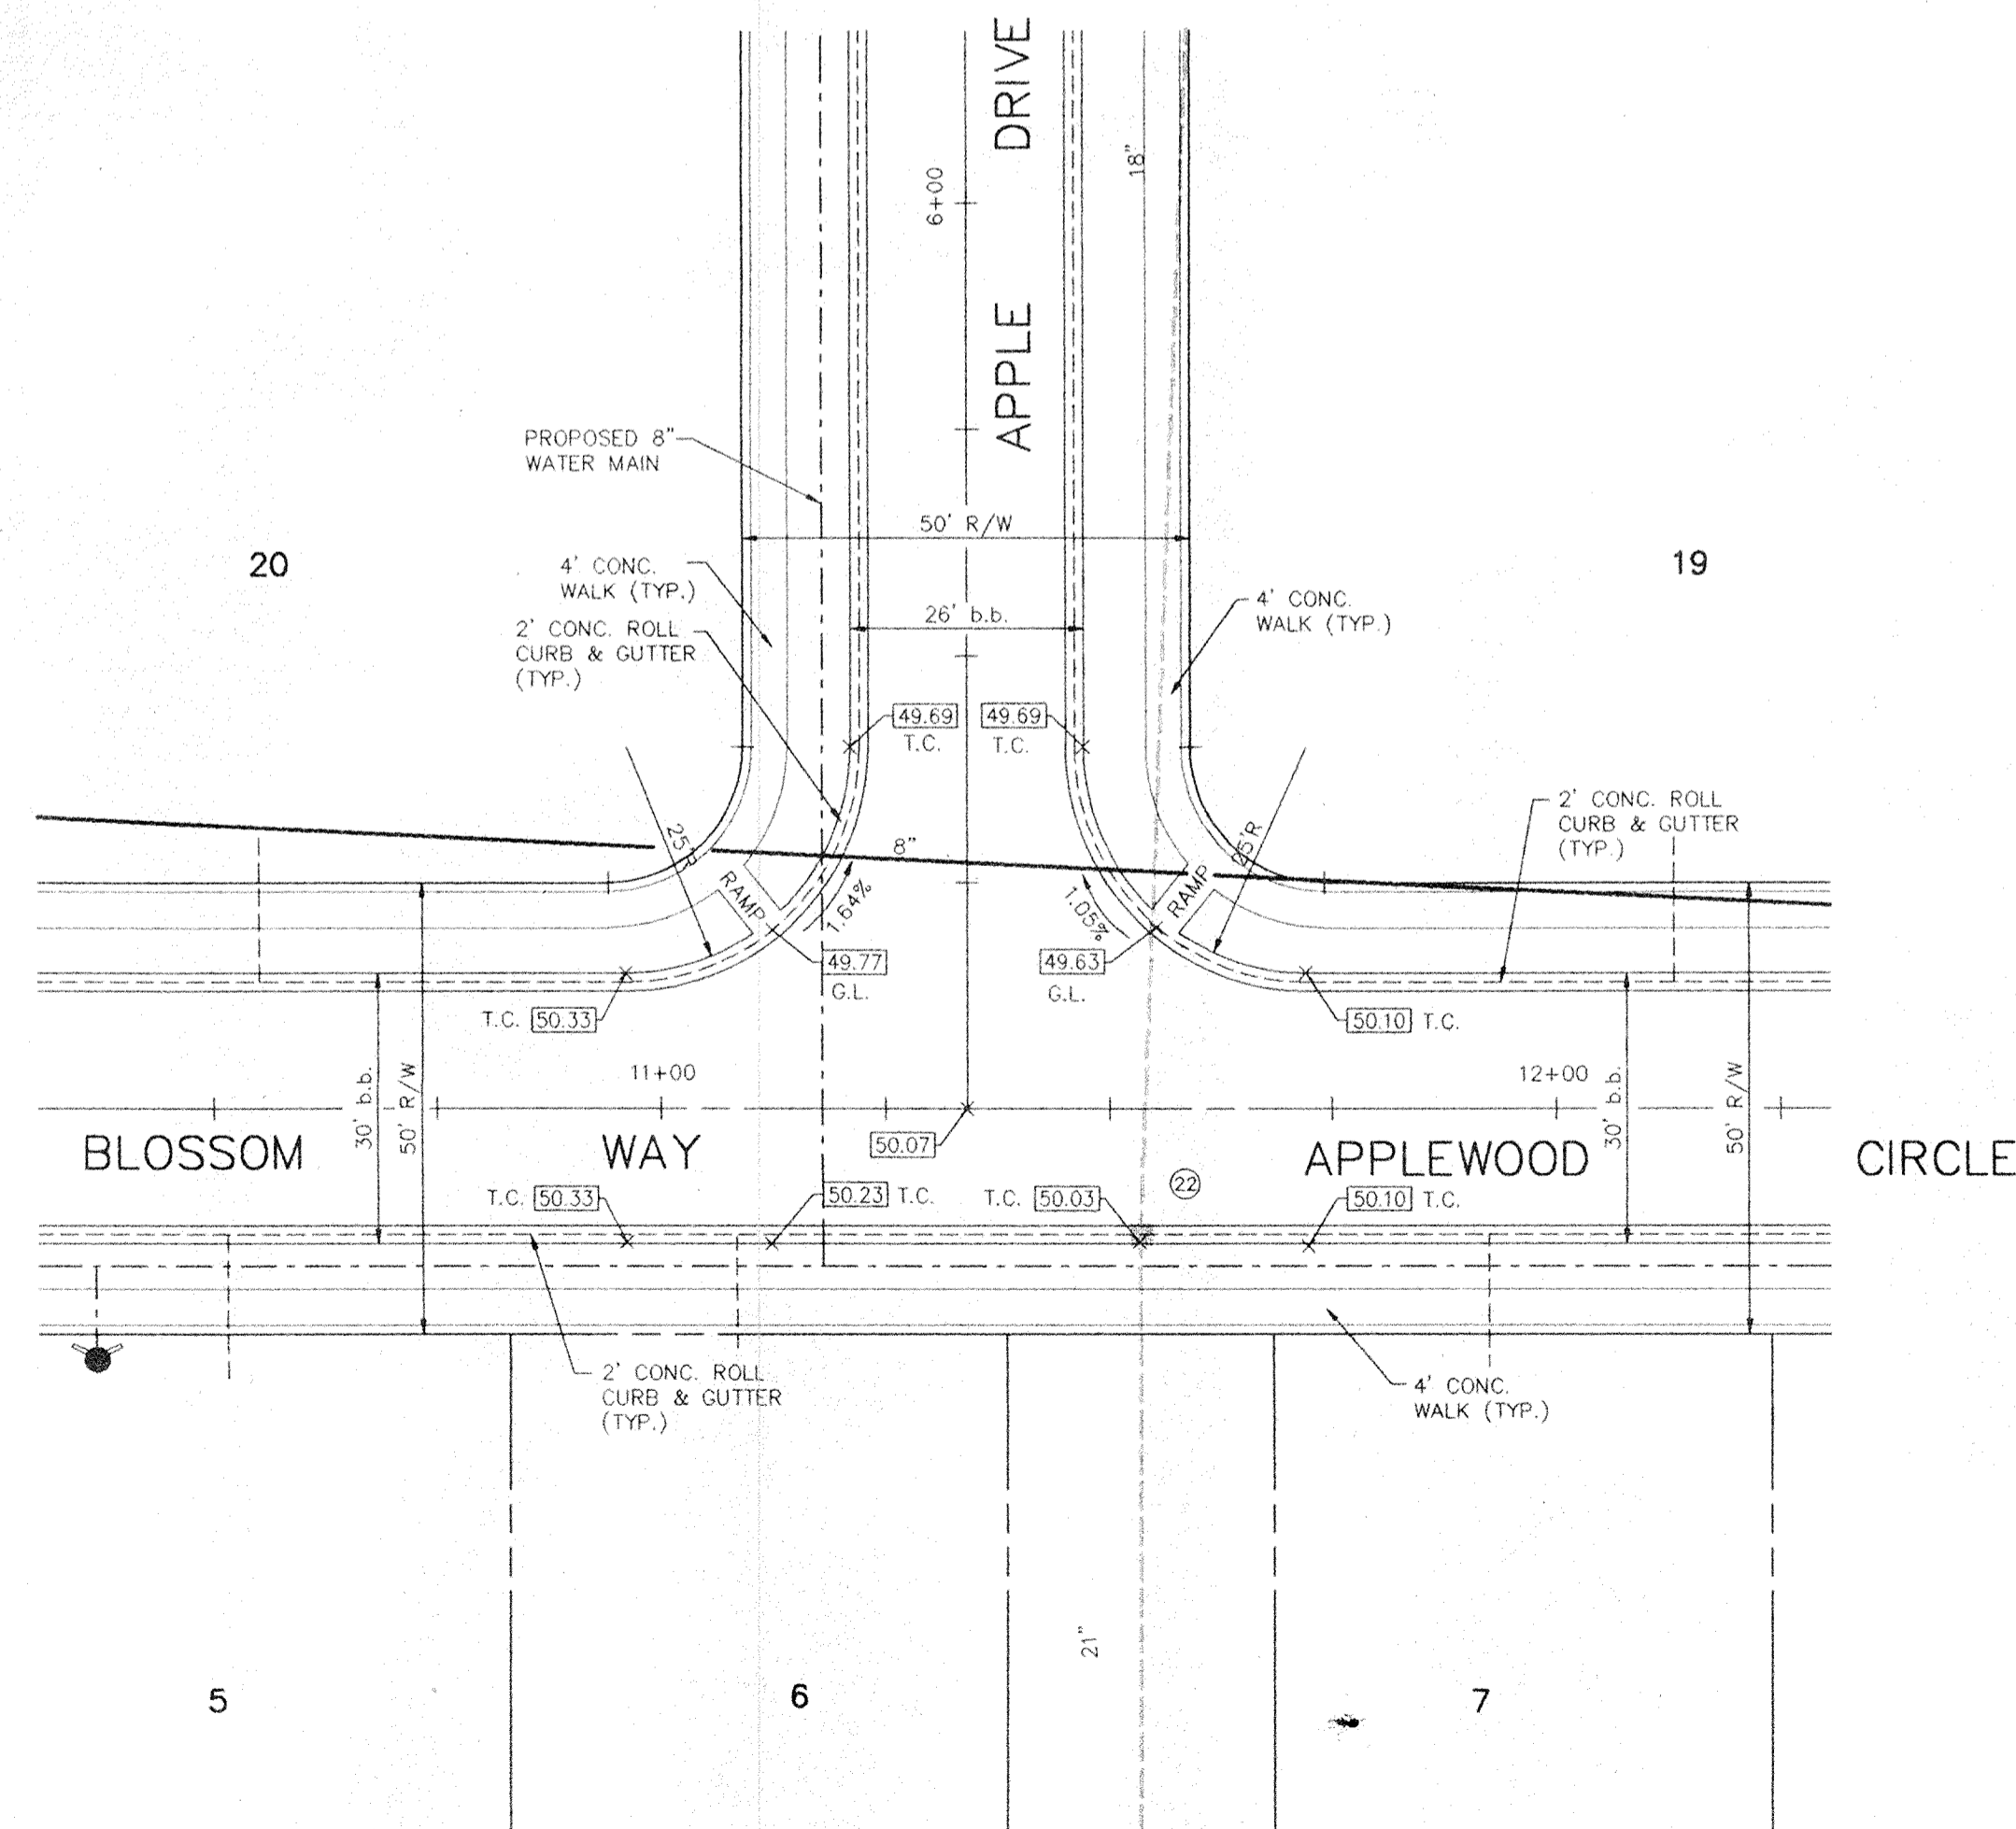 APPLE DRIVE
6+00
18"
PROPOSED 8"
WATER MAIN
50' R/W
20
19
4' CONC.
WALK (TYP.)
4' CONC.
WALK (TYP.)
26' b.b.
2' CONC. ROLL
CURB & GUTTER
(TYP.)
49.69
T.C.
49.69
T.C.
2' CONC. ROLL
CURB & GUTTER
(TYP.)
25'R
8"
25'R
RAMP
1.64%
1.05%
RAMP
49.77
G.L.
49.63
G.L.
T.C. 50.33
50.10 T.C.
30' b.b.
50' R/W
11+00
12+00
30' b.b.
50' R/W
BLOSSOM WAY
50.07
APPLEWOOD CIRCLE
22
T.C. 50.33
50.23 T.C.
T.C. 50.03
50.10 T.C.
2' CONC. ROLL
CURB & GUTTER
(TYP.)
4' CONC.
WALK (TYP.)
21"
5
6
7